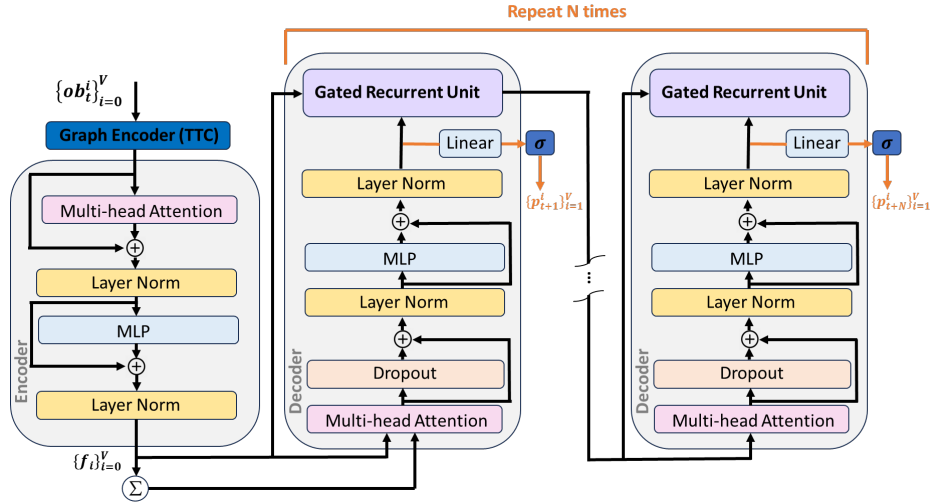 Repeat N times
{ob_t^i}_{i=0}^V
Graph Encoder (TTC)
Multi-head Attention
+
Layer Norm
MLP
+
Layer Norm
Encoder
{f_i}_{i=0}^V
Σ
Gated Recurrent Unit
Linear
σ
{p_{t+1}^i}_{i=1}^V
Layer Norm
+
MLP
Layer Norm
+
Dropout
Multi-head Attention
Decoder
...
Gated Recurrent Unit
Linear
σ
{p_{t+N}^i}_{i=1}^V
Layer Norm
+
MLP
Layer Norm
+
Dropout
Multi-head Attention
Decoder